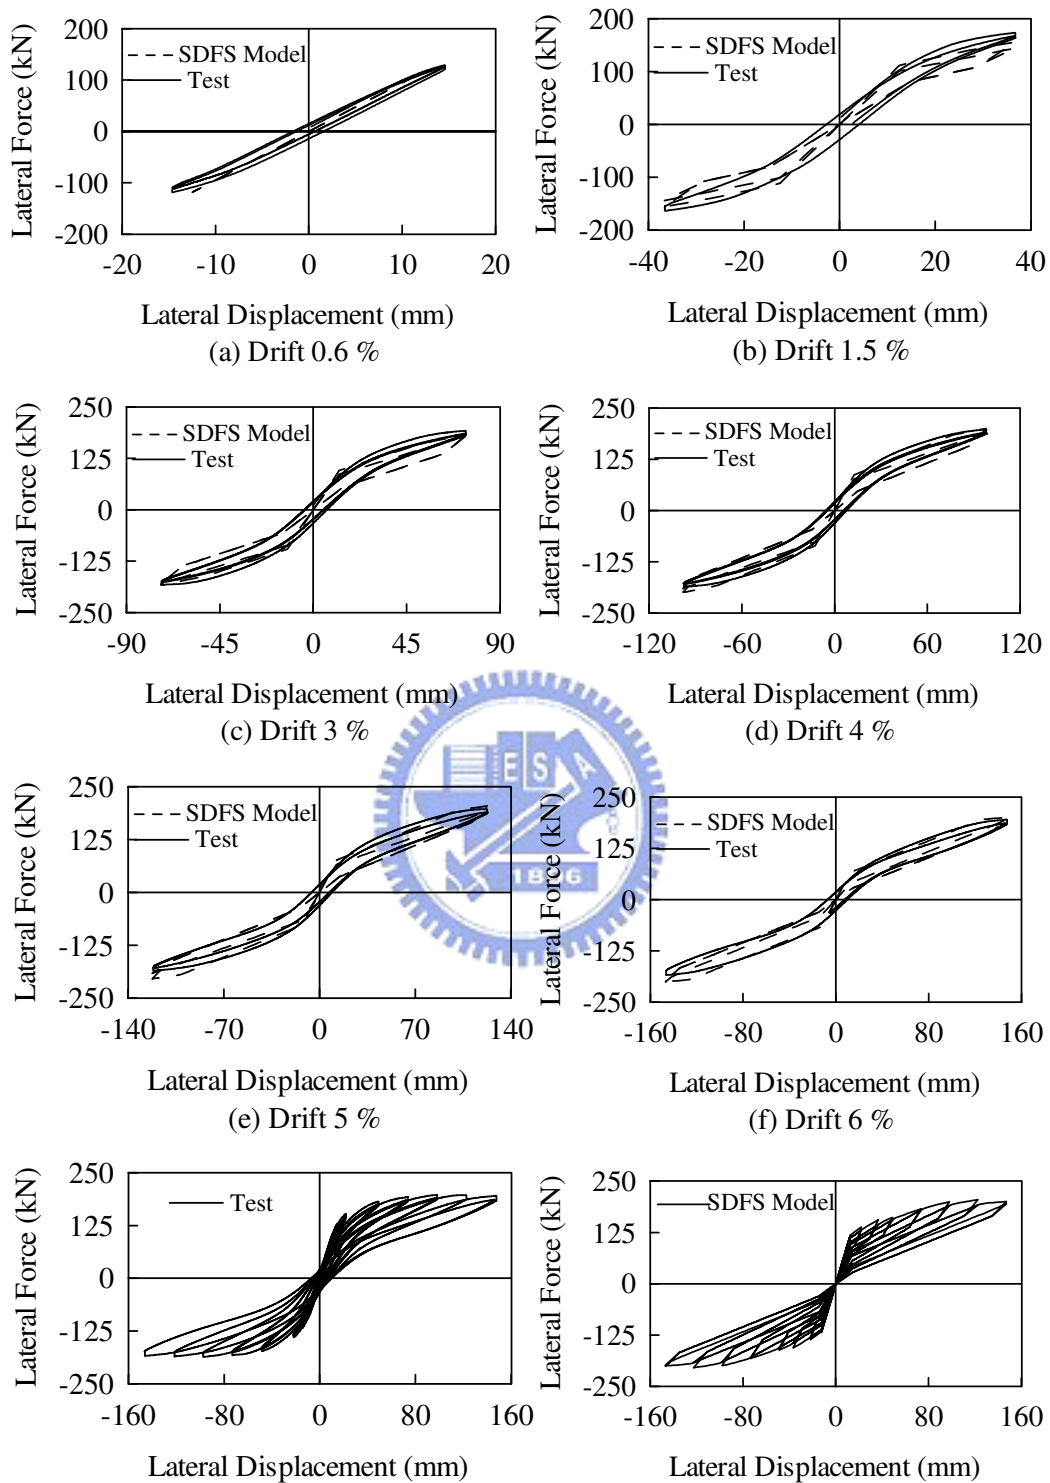 Lateral Force (kN)
200
100
0
-100
-200
SDFS Model
Test
-20 -10 0 10 20
Lateral Displacement (mm)
(a) Drift 0.6 %
Lateral Force (kN)
200
100
0
-100
-200
SDFS Model
Test
-40 -20 0 20 40
Lateral Displacement (mm)
(b) Drift 1.5 %
Lateral Force (kN)
250
125
0
-125
-250
SDFS Model
Test
-90 -45 0 45 90
Lateral Displacement (mm)
(c) Drift 3 %
Lateral Force (kN)
250
125
0
-125
-250
SDFS Model
Test
-120 -60 0 60 120
Lateral Displacement (mm)
(d) Drift 4 %
E S A
1896
Lateral Force (kN)
250
125
0
-125
-250
SDFS Model
Test
-140 -70 0 70 140
Lateral Displacement (mm)
(e) Drift 5 %
Lateral Force (kN)
250
125
0
-125
-250
SDFS Model
Test
-160 -80 0 80 160
Lateral Displacement (mm)
(f) Drift 6 %
Lateral Force (kN)
250
125
0
-125
-250
Test
-160 -80 0 80 160
Lateral Displacement (mm)
Lateral Force (kN)
250
125
0
-125
-250
SDFS Model
-160 -80 0 80 160
Lateral Displacement (mm)